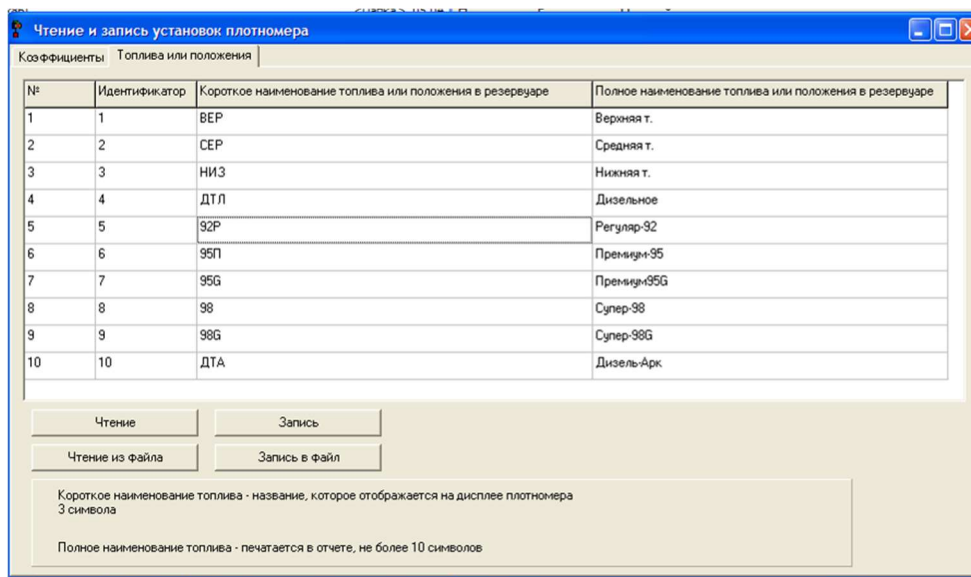 Чтение и запись установок плотномера
Коэффициенты Топлива или положения
№ Идентификатор Короткое наименование топлива или положения в резервуаре Полное наименование топлива или положения в резервуаре
1 1 ВЕР Верхняя т.
2 2 СЕР Средняя т.
3 3 НИЗ Нижняя т.
4 4 ДТЛ Дизельное
5 5 92Р Регуляр-92
6 6 95П Премиум-95
7 7 95G Премиум95G
8 8 98 Супер-98
9 9 98G Супер-98G
10 10 ДТА Дизель-Арк
Чтение Запись
Чтение из файла Запись в файл
Короткое наименование топлива - название, которое отображается на дисплее плотномера
3 символа
Полное наименование топлива - печатается в отчете, не более 10 символов